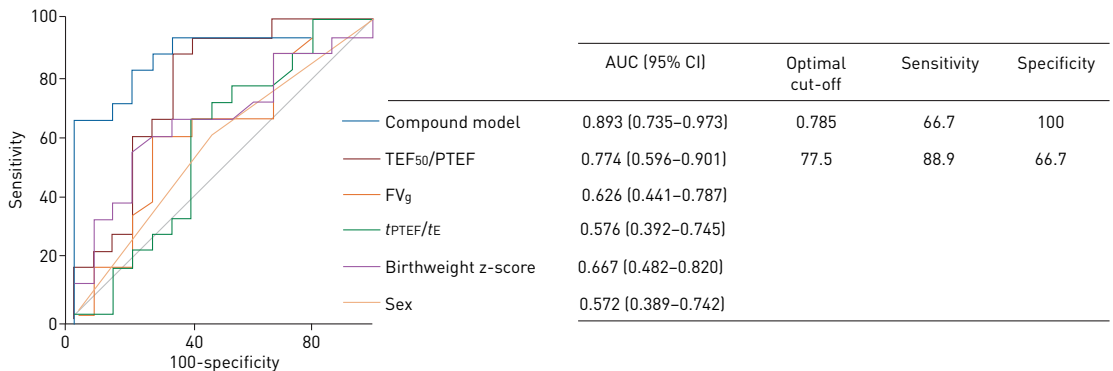 100
80
60
40
20
0
Sensitivity
0 40 80
100-specificity
AUC (95% CI) Optimal cut-off Sensitivity Specificity
Compound model 0.893 (0.735–0.973) 0.785 66.7 100
TEF50/PTEF 0.774 (0.596–0.901) 77.5 88.9 66.7
FVg 0.626 (0.441–0.787)
tPTEF/tE 0.576 (0.392–0.745)
Birthweight z-score 0.667 (0.482–0.820)
Sex 0.572 (0.389–0.742)